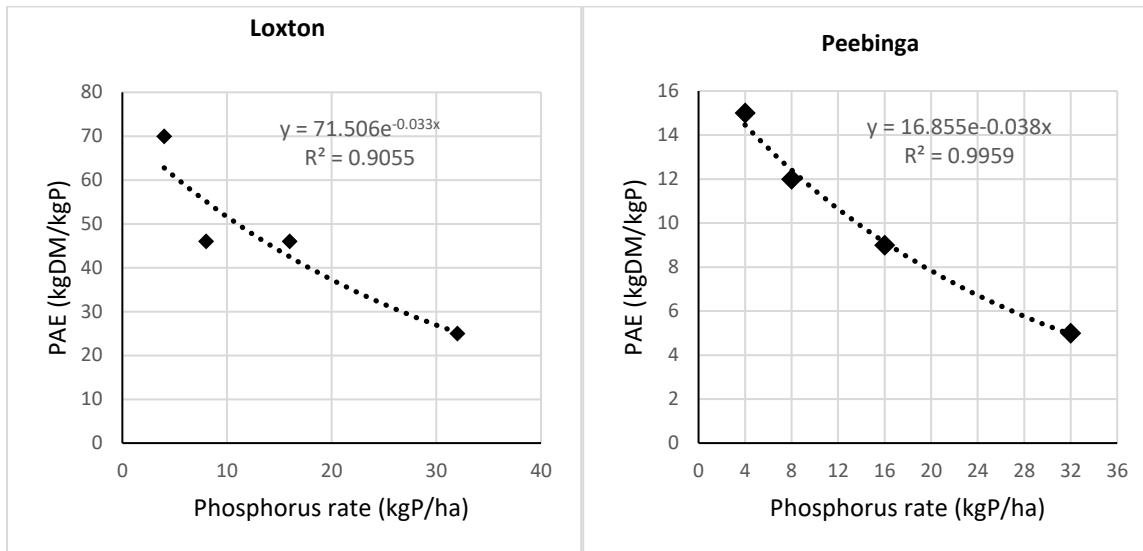 Loxton
80
70
60
50
40
30
20
10
0
y = 71.506e^-0.033x
R² = 0.9055
PAE (kgDM/kgP)
0 10 20 30 40
Phosphorus rate (kgP/ha)
Peebinga
16
14
12
10
8
6
4
2
0
y = 16.855e-0.038x
R² = 0.9959
PAE (kgDM/kgP)
0 4 8 12 16 20 24 28 32 36
Phosphorus rate (kgP/ha)